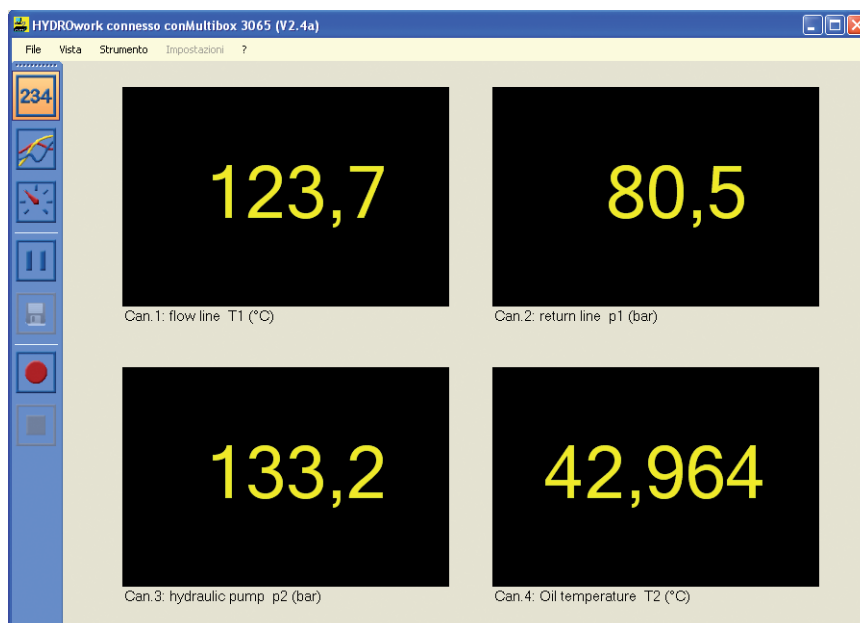 HYDROwork connesso conMultibox 3065 (V2.4a)
File Vista Strumento Impostazioni ?
234
123,7 80,5
Can.1: flow line T1 (°C) Can.2: return line p1 (bar)
133,2 42,964
Can.3: hydraulic pump p2 (bar) Can.4: Oil temperature T2 (°C)